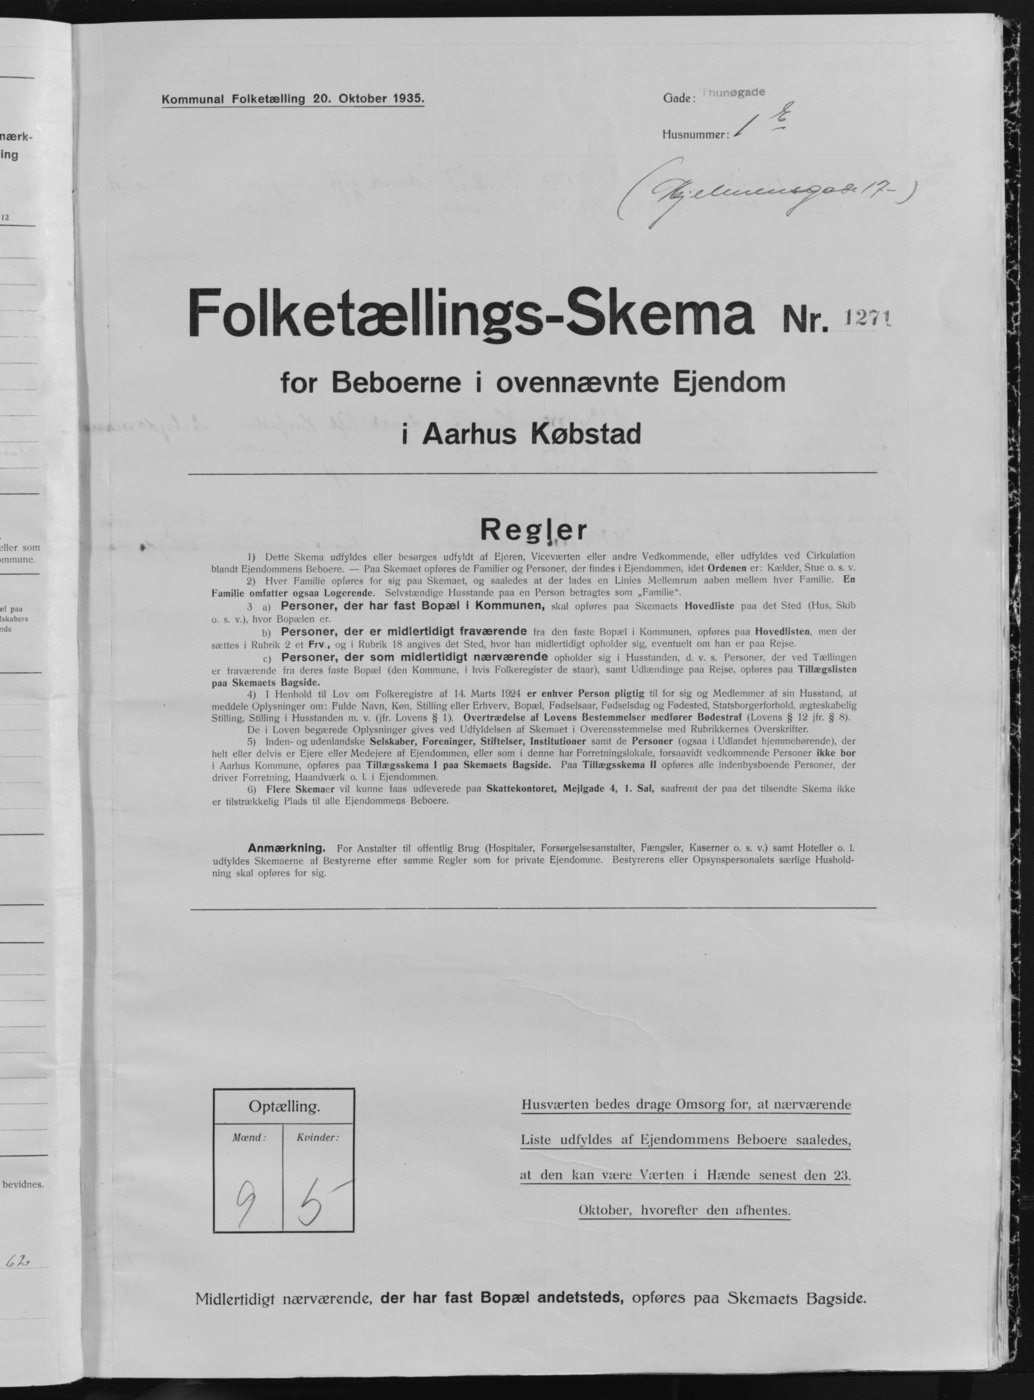 nærk-
ing
12
eller som
ommune.
el paa
lskabers
nde
bevidnes.
62
Kommunal Folketælling 20. Oktober 1935.
Gade: Thunøgade
Husnummer: 1 E
(Hjelmensgade 17-)
Folketællings-Skema Nr. 1271
for Beboerne i ovennævnte Ejendom
i Aarhus Købstad
Regler
1) Dette Skema udfyldes eller besørges udfyldt af Ejeren, Viceværten eller andre Vedkommende, eller udfyldes ved Cirkulation
blandt Ejendommens Beboere. — Paa Skemaet opføres de Familier og Personer, der findes i Ejendommen, idet Ordenen er: Kælder, Stue o. s. v.
2) Hver Familie opføres for sig paa Skemaet, og saaledes at der lades en Linies Mellemrum aaben mellem hver Familie. En
Familie omfatter ogsaa Logerende. Selvstændige Husstande paa en Person betragtes som „Familie“.
3 a) Personer, der har fast Bopæl i Kommunen, skal opføres paa Skemaets Hovedliste paa det Sted (Hus, Skib
o. s. v.), hvor Bopælen er.
b) Personer, der er midlertidigt fraværende fra den faste Bopæl i Kommunen, opføres paa Hovedlisten, men der
sættes i Rubrik 2 et Frv., og i Rubrik 18 angives det Sted, hvor han midlertidigt opholder sig, eventuelt om han er paa Rejse.
c) Personer, der som midlertidigt nærværende opholder sig i Husstanden, d. v. s. Personer, der ved Tællingen
er fraværende fra deres faste Bopæl (den Kommune, i hvis Folkeregister de staar), samt Udlændinge paa Rejse, opføres paa Tillægslisten
paa Skemaets Bagside.
4) I Henhold til Lov om Folkeregistre af 14. Marts 1924 er enhver Person pligtig til for sig og Medlemmer af sin Husstand, at
meddele Oplysninger om: Fulde Navn, Køn, Stilling eller Erhverv, Bopæl, Fødselsaar, Fødselsdag og Fødested, Statsborgerforhold, ægteskabelig
Stilling, Stilling i Husstanden m. v. (jfr. Lovens § 1). Overtrædelse af Lovens Bestemmelser medfører Bødestraf (Lovens § 12 jfr. § 8).
De i Loven begærede Oplysninger gives ved Udfyldelsen af Skemaet i Overensstemmelse med Rubrikkernes Overskrifter.
5) Inden- og udenlandske Selskaber, Foreninger, Stiftelser, Institutioner samt de Personer (ogsaa i Udlandet hjemmehørende), der
helt eller delvis er Ejere eller Medejere af Ejendommen, eller som i denne har Forretningslokale, forsaavidt vedkommende Personer ikke bor
i Aarhus Kommune, opføres paa Tillægsskema I paa Skemaets Bagside. Paa Tillægsskema II opføres alle indenbysboende Personer, der
driver Forretning, Haandværk o. l. i Ejendommen.
6) Flere Skemaer vil kunne faas udleverede paa Skattekontoret, Mejlgade 4, 1. Sal, saafremt der paa det tilsendte Skema ikke
er tilstrækkelig Plads til alle Ejendommeus Beboere.
Anmærkning. For Anstalter til offentlig Brug (Hospitaler, Forsørgelsesanstalter, Fængsler, Kaserner o. s. v.) samt Hoteller o. l.
udfyldes Skemaerne af Bestyrerne efter samme Regler som for private Ejendomme. Bestyrerens eller Opsynspersonalets særlige Hushold-
ning skal opføres for sig.
Optælling.
Mænd: Kvinder:
9 5
Husværten bedes drage Omsorg for, at nærværende
Liste udfyldes af Ejendommens Beboere saaledes,
at den kan være Værten i Hænde senest den 23.
Oktober, hvorefter den afhentes.
Midlertidigt nærværende, der har fast Bopæl andetsteds, opføres paa Skemaets Bagside.